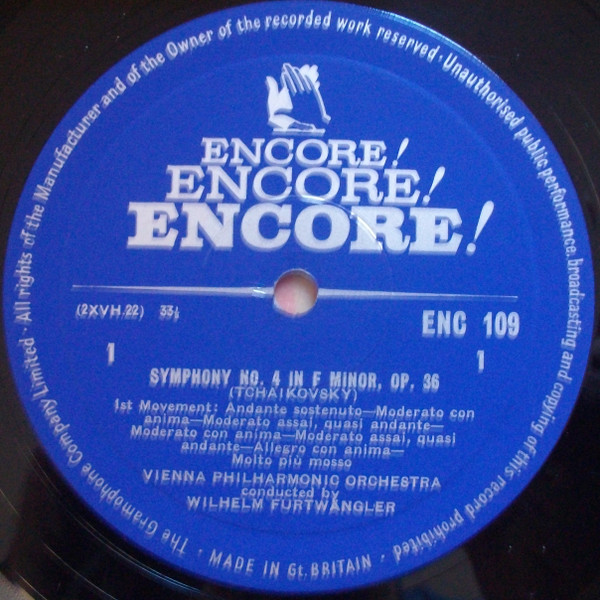 The Gramophone Company Limited · All rights of the Manufacturer and of the Owner of the recorded work reserved · Unauthorised public performance, broadcasting and copying of this record prohibited ·
ENCORE!
ENCORE!
ENCORE!
(2XVH.22) 33⅓
ENC 109
1
1
SYMPHONY NO. 4 IN F MINOR, OP. 36
(TCHAIKOVSKY)
1st Movement: Andante sostenuto—Moderato con
anima—Moderato assai, quasi andante—
Moderato con anima—Moderato assai, quasi
andante—Allegro con anima—
Molto più mosso
VIENNA PHILHARMONIC ORCHESTRA
conducted by
WILHELM FURTWÄNGLER
MADE IN Gt. BRITAIN ·